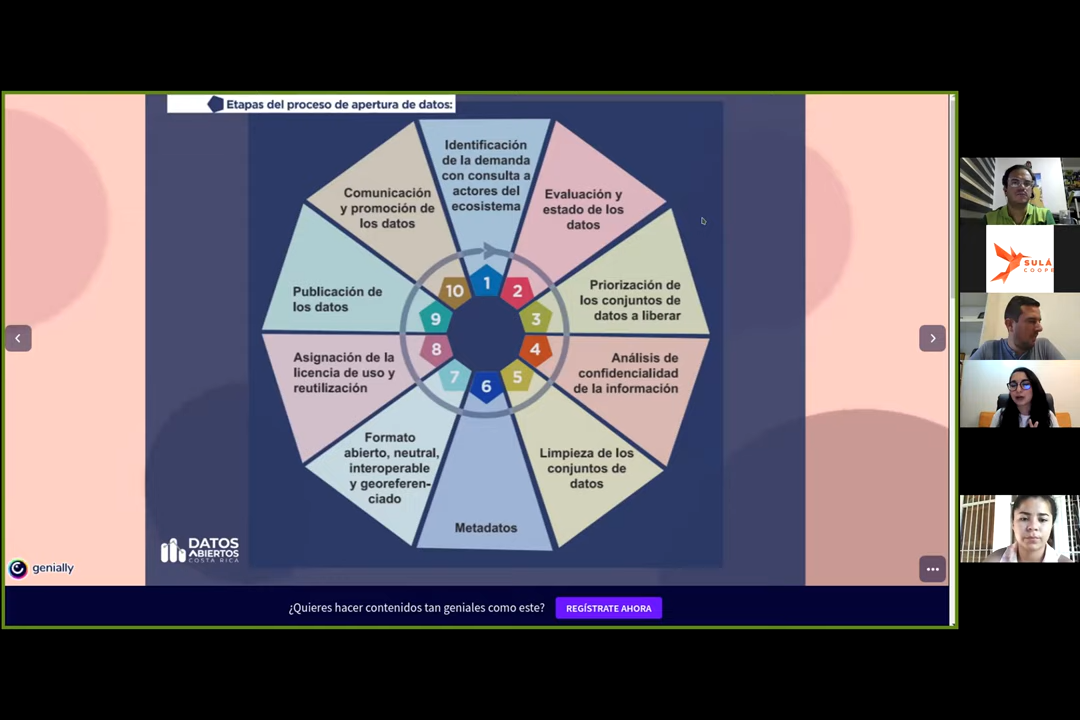 Etapas del proceso de apertura de datos:
Identificación
de la demanda
con consulta a
actores del
ecosistema
Evaluación y
estado de los
datos
Priorización de
los conjuntos de
datos a liberar
Análisis de
confidencialidad
de la información
Limpieza de los
conjuntos de
datos
Metadatos
Formato
abierto, neutral,
interoperable
y georeferen-
ciado
Asignación de la
licencia de uso y
reutilización
Publicación de
los datos
Comunicación
y promoción de
los datos
1
2
3
4
5
6
7
8
9
10
DATOS
ABIERTOS
COSTA RICA
genially
¿Quieres hacer contenidos tan geniales como este?
REGÍSTRATE AHORA
SULÁ
COOPE